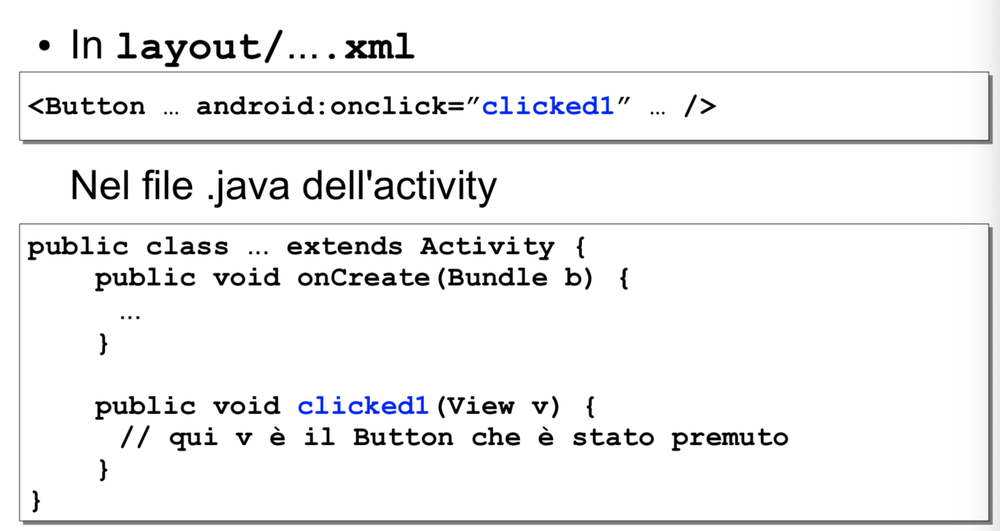 • In layout/….xml
<Button … android:onclick=″clicked1″ … />
Nel file .java dell'activity
public class … extends Activity {
public void onCreate(Bundle b) {
…
}
public void clicked1(View v) {
// qui v è il Button che è stato premuto
}
}